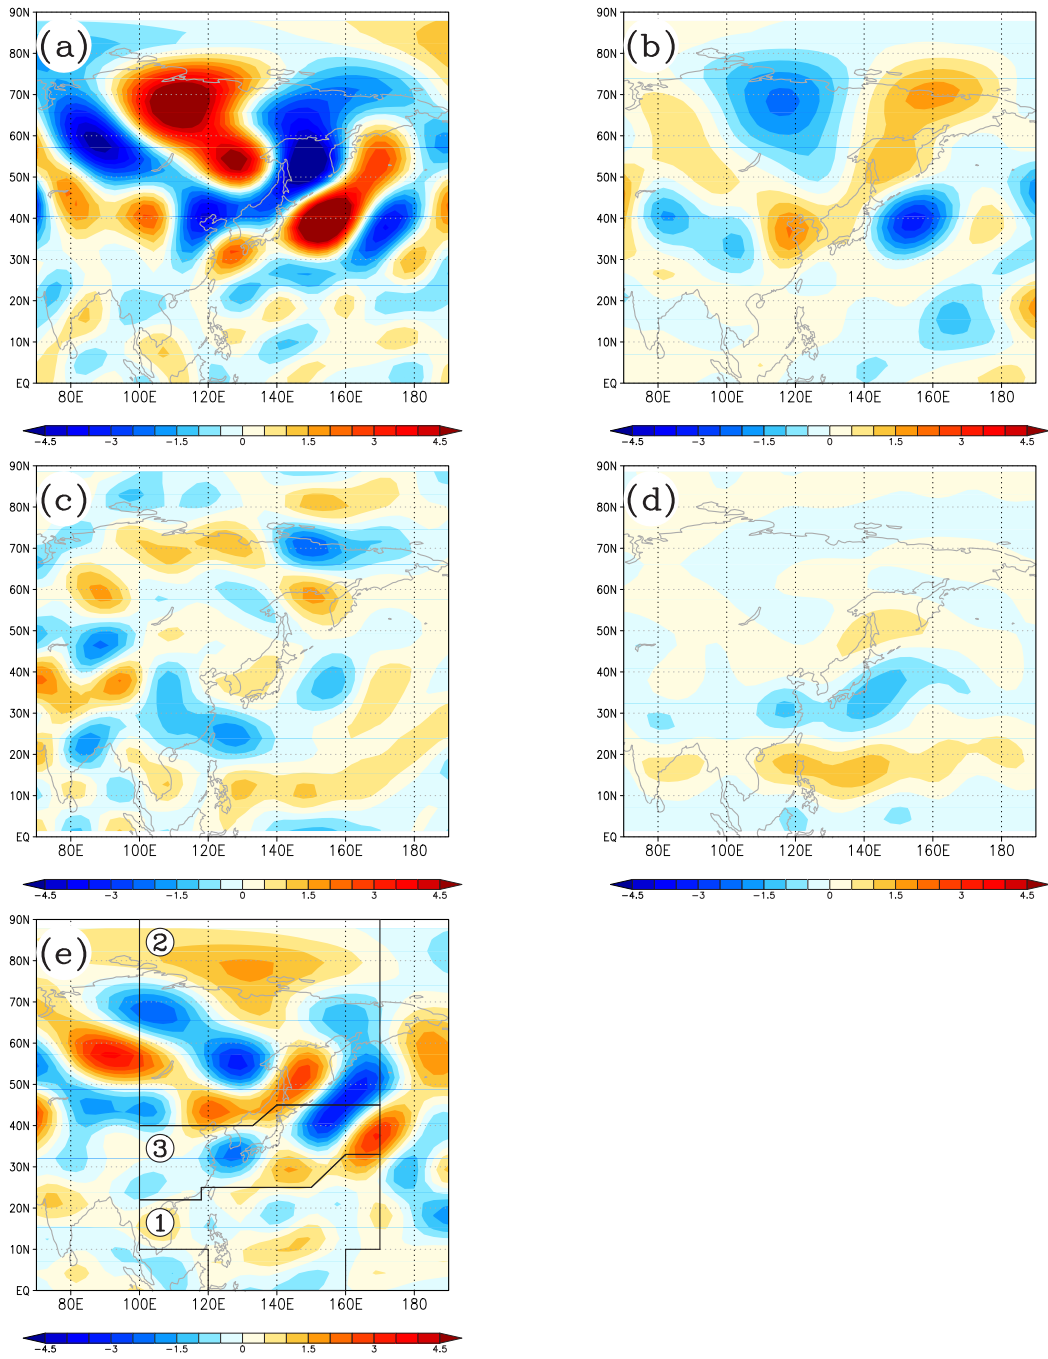 90N 90N
(a) (b)
80N 80N
70N 70N
60N 60N
50N 50N
40N 40N
30N 30N
20N 20N
10N 10N
EQ EQ
80E 100E 120E 140E 160E 180 80E 100E 120E 140E 160E 180
-4.5 -3 -1.5 0 1.5 3 4.5 -4.5 -3 -1.5 0 1.5 3 4.5
90N 90N
(c) (d)
80N 80N
70N 70N
60N 60N
50N 50N
40N 40N
30N 30N
20N 20N
10N 10N
EQ EQ
80E 100E 120E 140E 160E 180 80E 100E 120E 140E 160E 180
-4.5 -3 -1.5 0 1.5 3 4.5 -4.5 -3 -1.5 0 1.5 3 4.5
90N
(e) ②
80N
70N
60N
50N
40N
③
30N
20N
①
10N
EQ
80E 100E 120E 140E 160E 180
-4.5 -3 -1.5 0 1.5 3 4.5